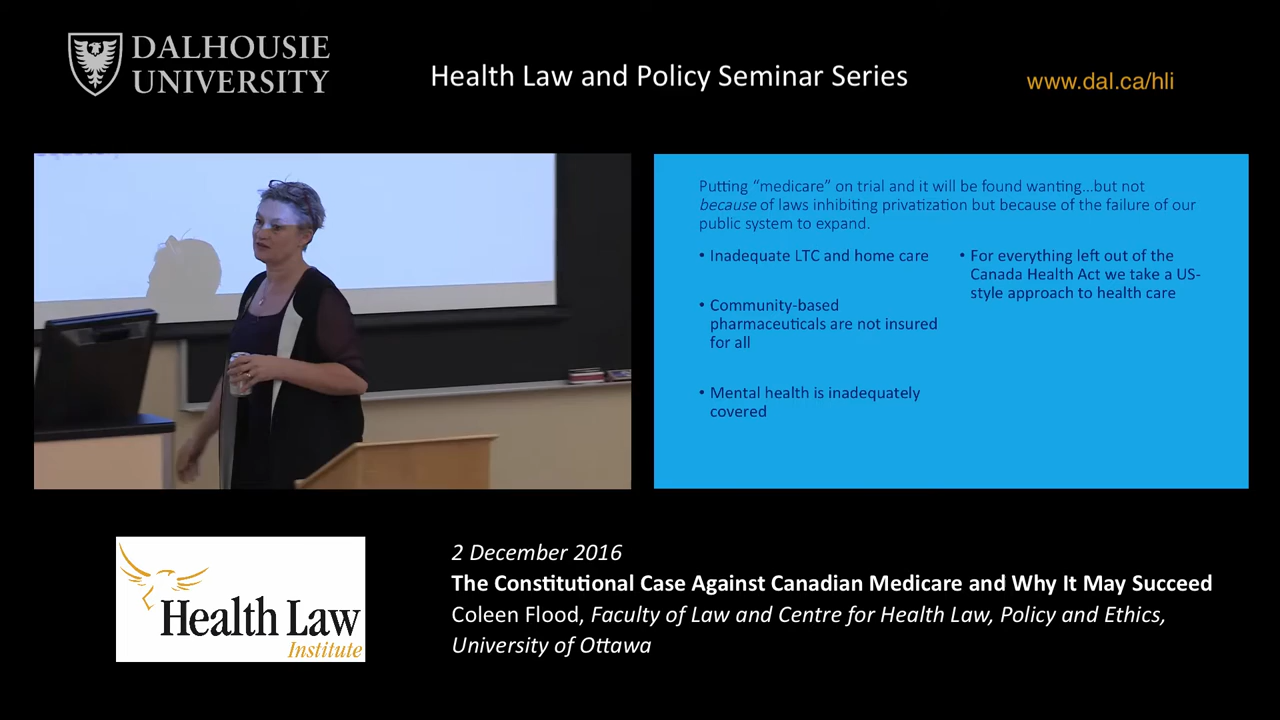 DALHOUSIE
UNIVERSITY
Health Law and Policy Seminar Series
www.dal.ca/hli
Putting “medicare” on trial and it will be found wanting…but not
because of laws inhibiting privatization but because of the failure of our
public system to expand.
• Inadequate LTC and home care
• Community-based
pharmaceuticals are not insured
for all
• Mental health is inadequately
covered
• For everything left out of the
Canada Health Act we take a US-
style approach to health care
Health Law
Institute
2 December 2016
The Constitutional Case Against Canadian Medicare and Why It May Succeed
Coleen Flood, Faculty of Law and Centre for Health Law, Policy and Ethics,
University of Ottawa